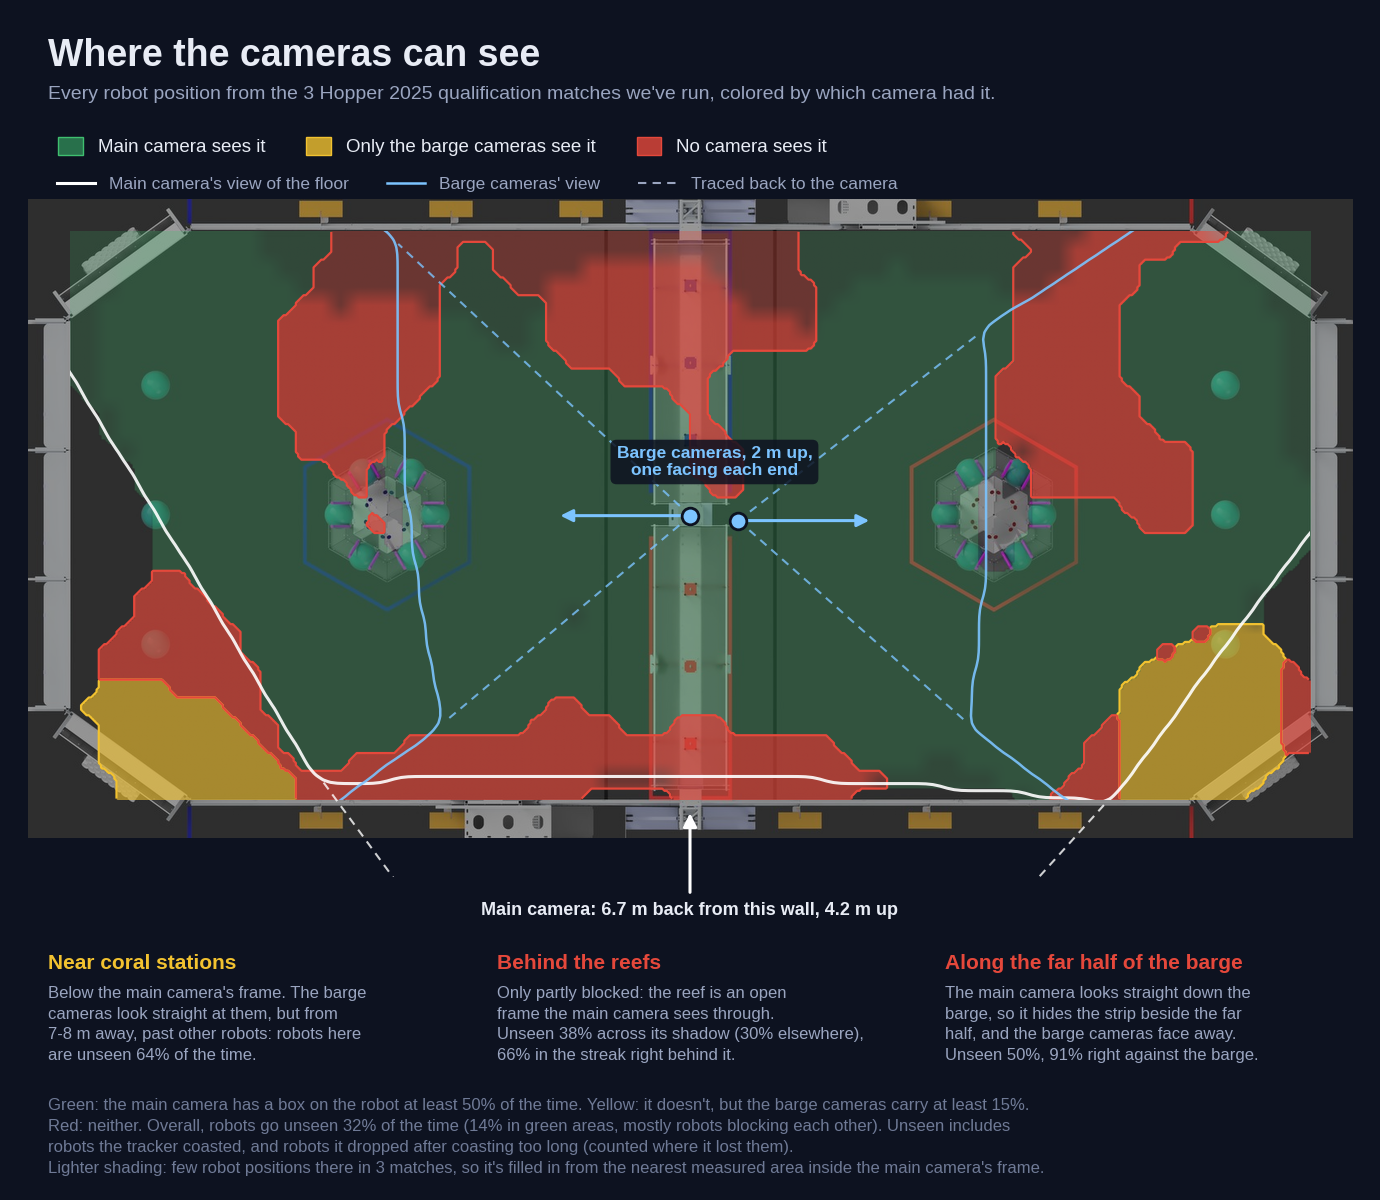 Where the cameras can see
Every robot position from the 3 Hopper 2025 qualification matches we've run, colored by which camera had it.
Main camera sees it
Only the barge cameras see it
No camera sees it
Main camera's view of the floor
Barge cameras' view
Traced back to the camera
Barge cameras, 2 m up,
one facing each end
Main camera: 6.7 m back from this wall, 4.2 m up
Near coral stations
Below the main camera's frame. The barge
cameras look straight at them, but from
7-8 m away, past other robots: robots here
are unseen 64% of the time.
Behind the reefs
Only partly blocked: the reef is an open
frame the main camera sees through.
Unseen 38% across its shadow (30% elsewhere),
66% in the streak right behind it.
Along the far half of the barge
The main camera looks straight down the
barge, so it hides the strip beside the far
half, and the barge cameras face away.
Unseen 50%, 91% right against the barge.
Green: the main camera has a box on the robot at least 50% of the time. Yellow: it doesn't, but the barge cameras carry at least 15%.
Red: neither. Overall, robots go unseen 32% of the time (14% in green areas, mostly robots blocking each other). Unseen includes
robots the tracker coasted, and robots it dropped after coasting too long (counted where it lost them).
Lighter shading: few robot positions there in 3 matches, so it's filled in from the nearest measured area inside the main camera's frame.